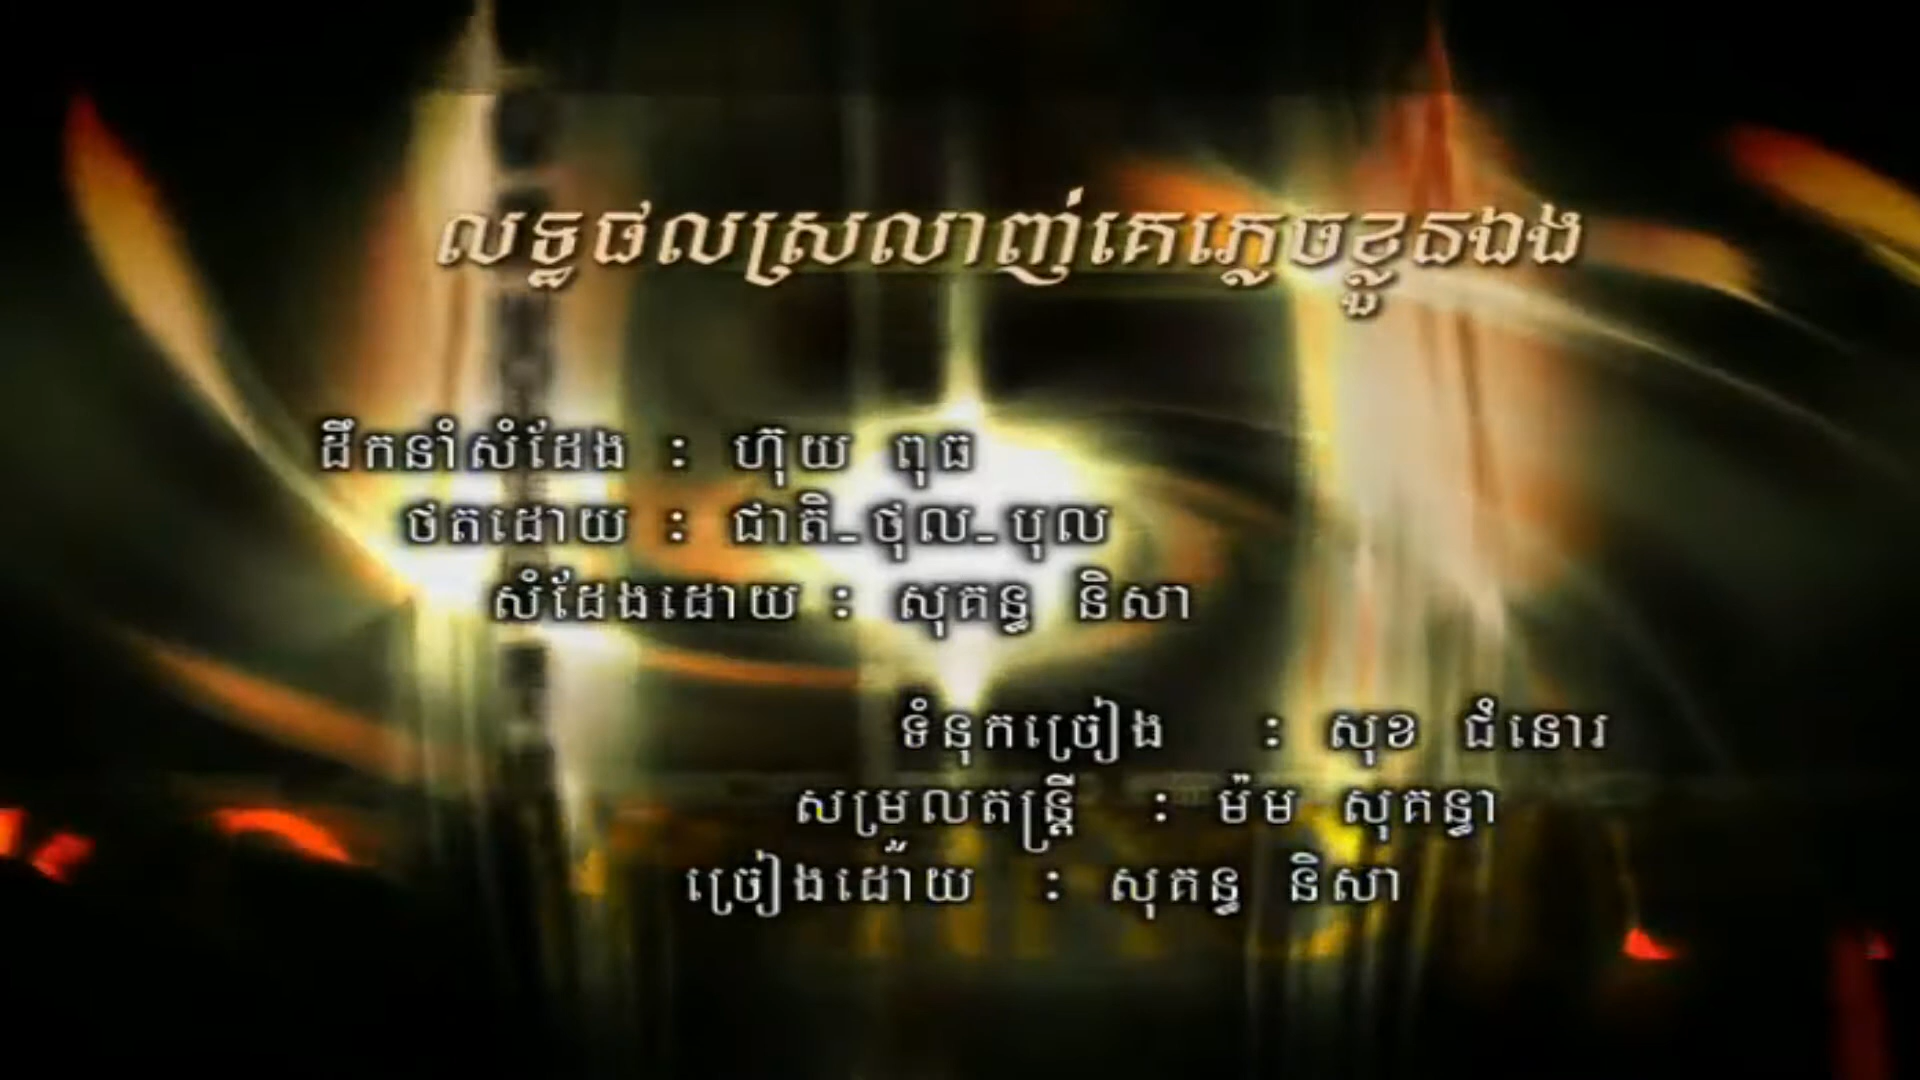 លទ្ធផលស្រលាញ់គេភ្លេចខ្លួនឯង
ដឹកនាំសំដែង : ហ៊ុយ ពុធ
ថតដោយ : ជាតិ-ថុល-បុល
សំដែងដោយ : សុគន្ធ និសា
ទំនុកច្រៀង : សុខ ជំនោរ
សម្រួលតន្ត្រី : ម៉ម សុគន្ធា
ច្រៀងដោយ : សុគន្ធ និសា